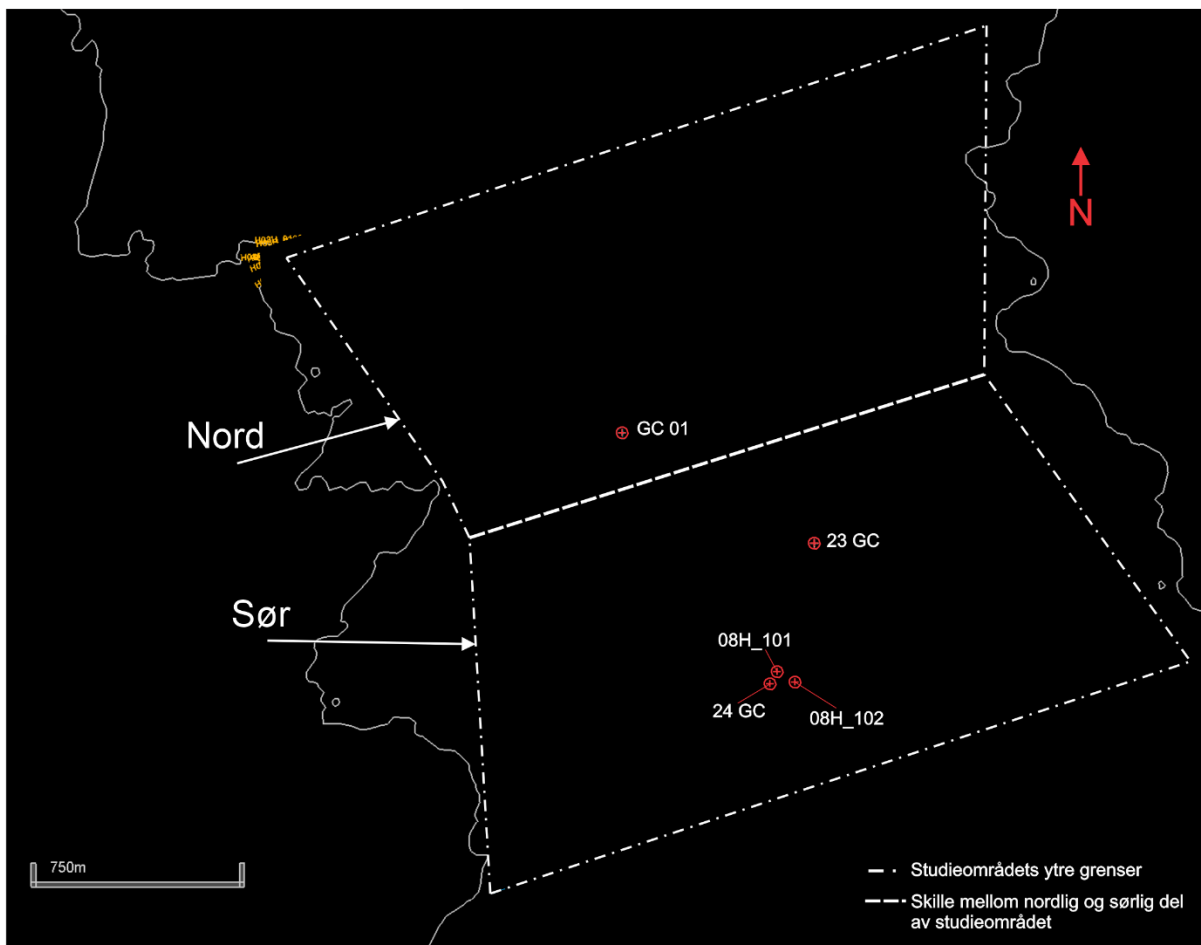 N
Nord
GC 01
23 GC
Sør
08H_101
24 GC
08H_102
750m
Studieområdets ytre grenser
Skille mellom nordlig og sørlig del
av studieområdet